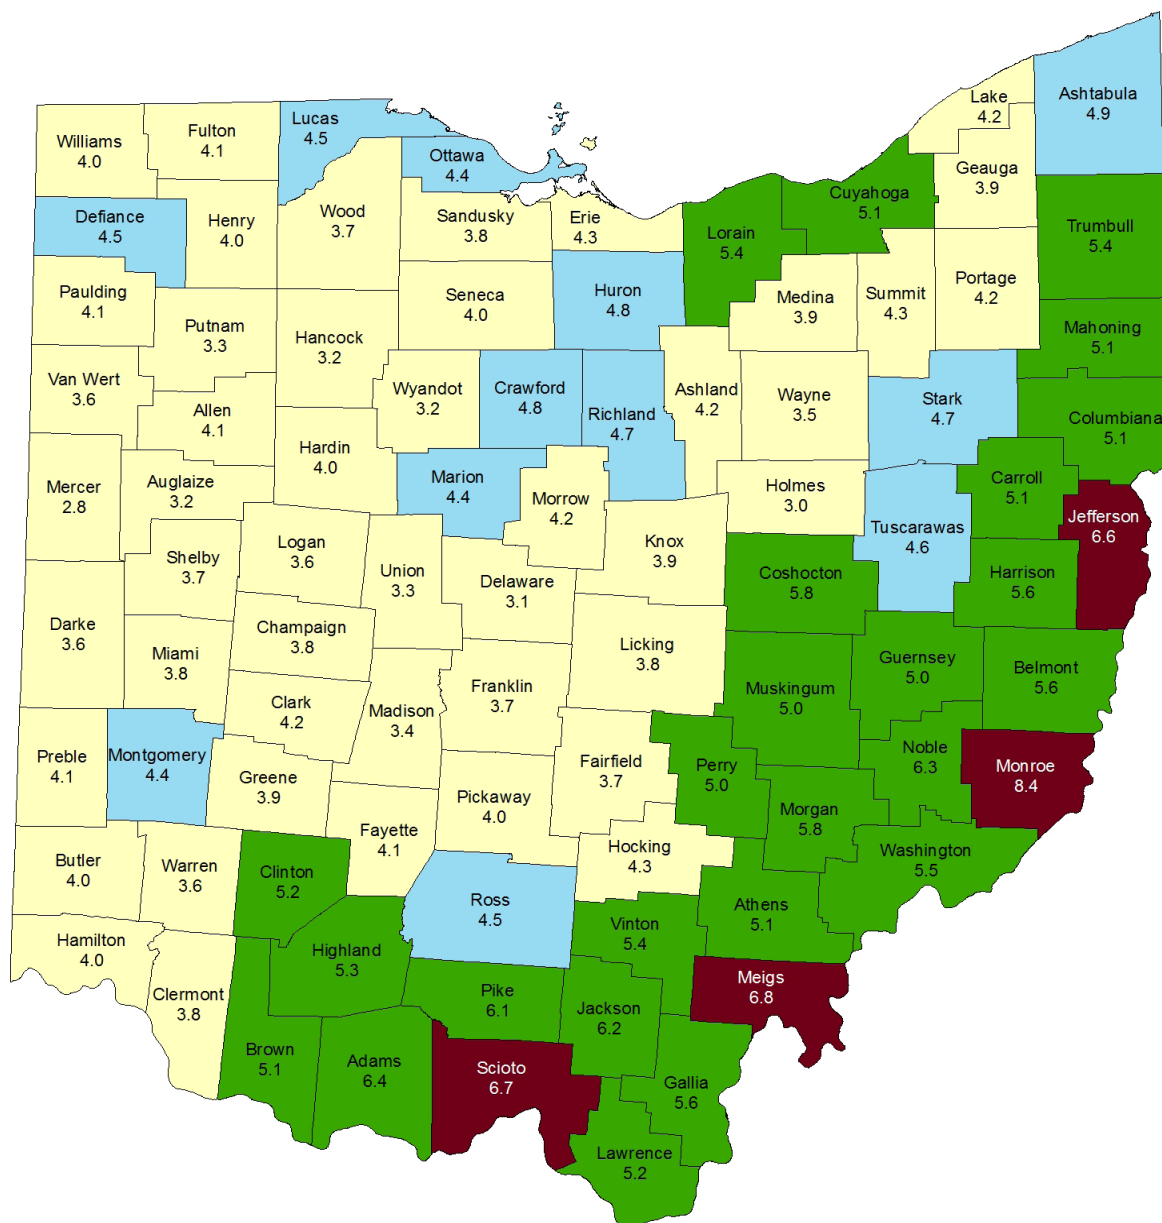 Williams
4.0
Fulton
4.1
Lucas
4.5
Ottawa
4.4
Lake
4.2
Ashtabula
4.9
Geauga
3.9
Defiance
4.5
Henry
4.0
Wood
3.7
Sandusky
3.8
Erie
4.3
Lorain
5.4
Cuyahoga
5.1
Trumbull
5.4
Paulding
4.1
Putnam
3.3
Hancock
3.2
Seneca
4.0
Huron
4.8
Medina
3.9
Summit
4.3
Portage
4.2
Mahoning
5.1
Van Wert
3.6
Allen
4.1
Wyandot
3.2
Crawford
4.8
Richland
4.7
Ashland
4.2
Wayne
3.5
Stark
4.7
Columbiana
5.1
Mercer
2.8
Auglaize
3.2
Hardin
4.0
Marion
4.4
Morrow
4.2
Holmes
3.0
Tuscarawas
4.6
Carroll
5.1
Jefferson
6.6
Shelby
3.7
Logan
3.6
Union
3.3
Delaware
3.1
Knox
3.9
Coshocton
5.8
Harrison
5.6
Darke
3.6
Miami
3.8
Champaign
3.8
Licking
3.8
Guernsey
5.0
Belmont
5.6
Clark
4.2
Madison
3.4
Franklin
3.7
Muskingum
5.0
Preble
4.1
Montgomery
4.4
Greene
3.9
Pickaway
4.0
Fairfield
3.7
Perry
5.0
Noble
6.3
Monroe
8.4
Fayette
4.1
Morgan
5.8
Butler
4.0
Warren
3.6
Clinton
5.2
Hocking
4.3
Washington
5.5
Ross
4.5
Vinton
5.4
Athens
5.1
Hamilton
4.0
Highland
5.3
Clermont
3.8
Pike
6.1
Jackson
6.2
Meigs
6.8
Brown
5.1
Adams
6.4
Scioto
6.7
Gallia
5.6
Lawrence
5.2